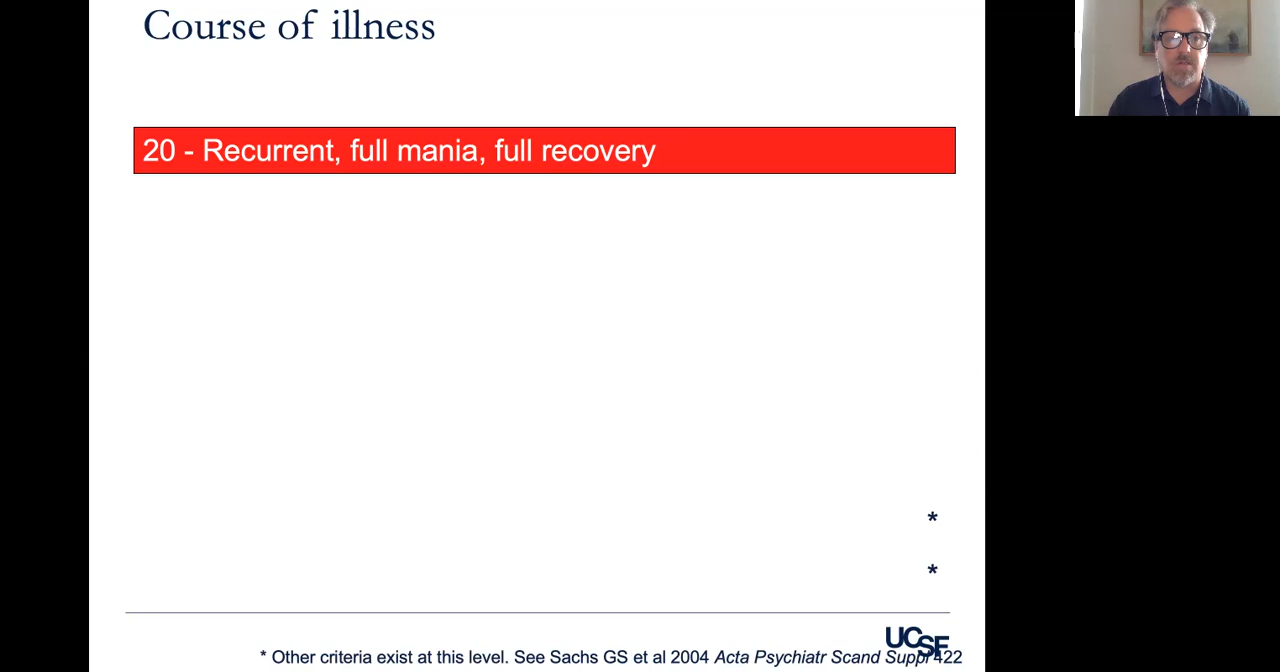 Course of illness
20 - Recurrent, full mania, full recovery
*
*
UCSF
* Other criteria exist at this level. See Sachs GS et al 2004 Acta Psychiatr Scand Suppl 422